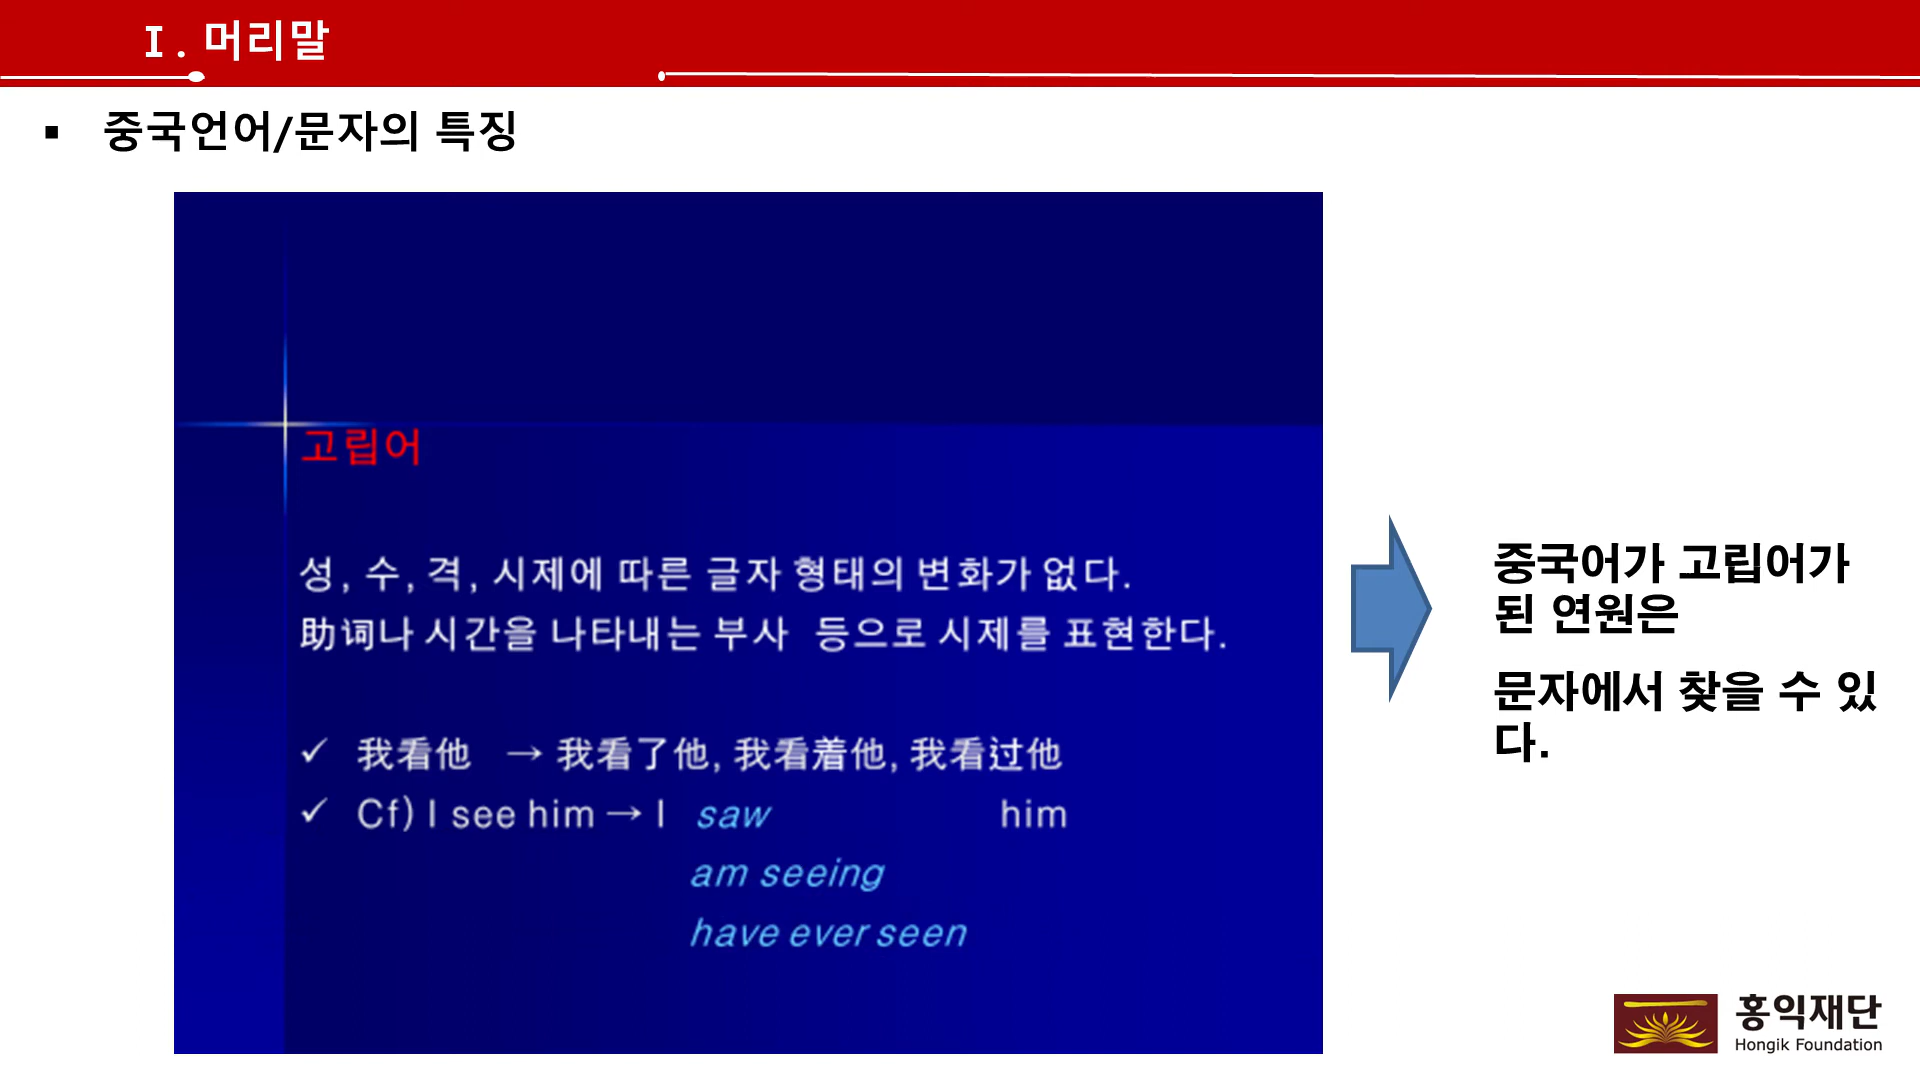 Ⅰ. 머리말
▪ 중국언어/문자의 특징
고립어
성, 수, 격, 시제에 따른 글자 형태의 변화가 없다.
助词나 시간을 나타내는 부사 등으로 시제를 표현한다.
✓ 我看他 → 我看了他, 我看着他, 我看过他
✓ Cf) I see him → I saw him
am seeing
have ever seen
중국어가 고립어가
된 연원은
문자에서 찾을 수 있
다.
홍익재단
Hongik Foundation